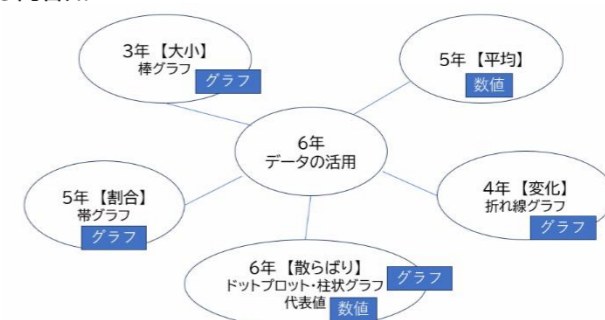 3年【大小】
棒グラフ
グラフ
5年【平均】
数値
6年
データの活用
5年【割合】
帯グラフ
グラフ
4年【変化】
折れ線グラフ
グラフ
6年【散らばり】
グラフ
ドットプロット・柱状グラフ
代表値
数値